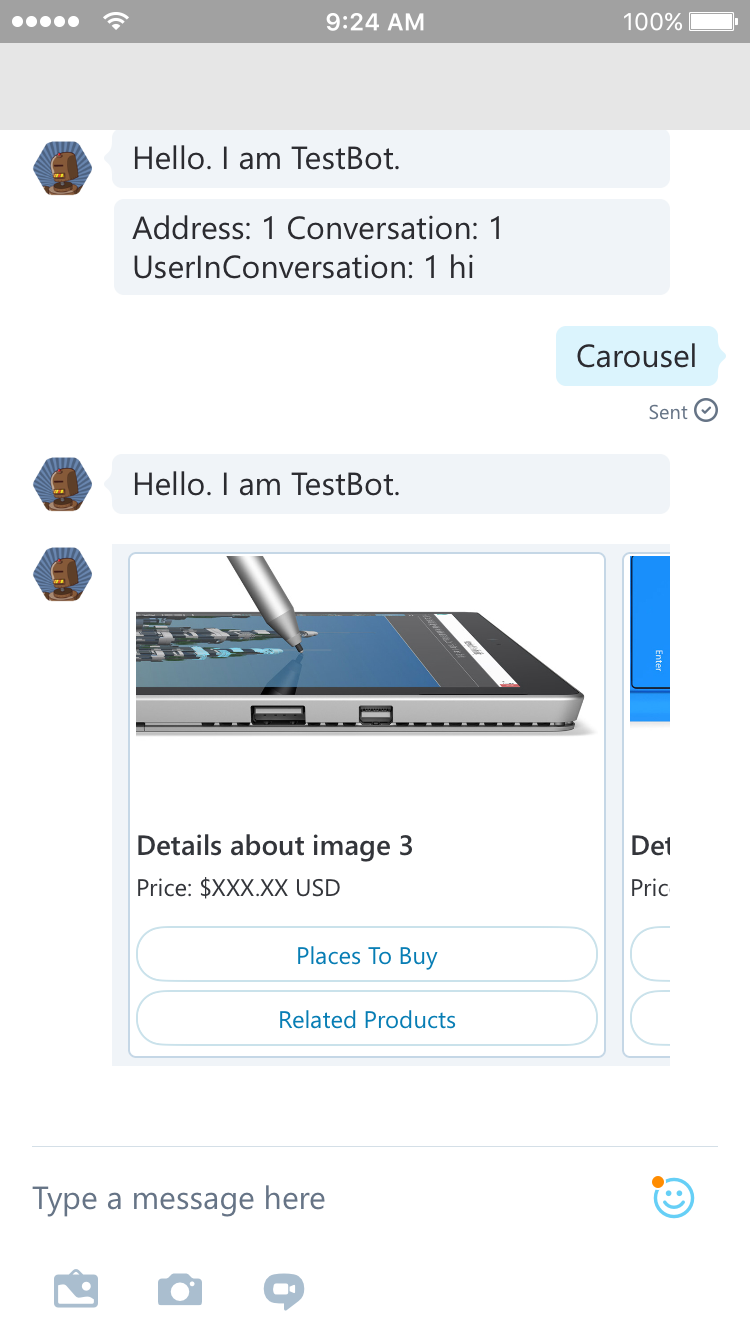 9:24 AM
100%
Hello. I am TestBot.
Address: 1 Conversation: 1
UserInConversation: 1 hi
Carousel
Sent
Hello. I am TestBot.
Enter
Details about image 3
Det
Price: $XXX.XX USD
Pric
Places To Buy
Related Products
Type a message here